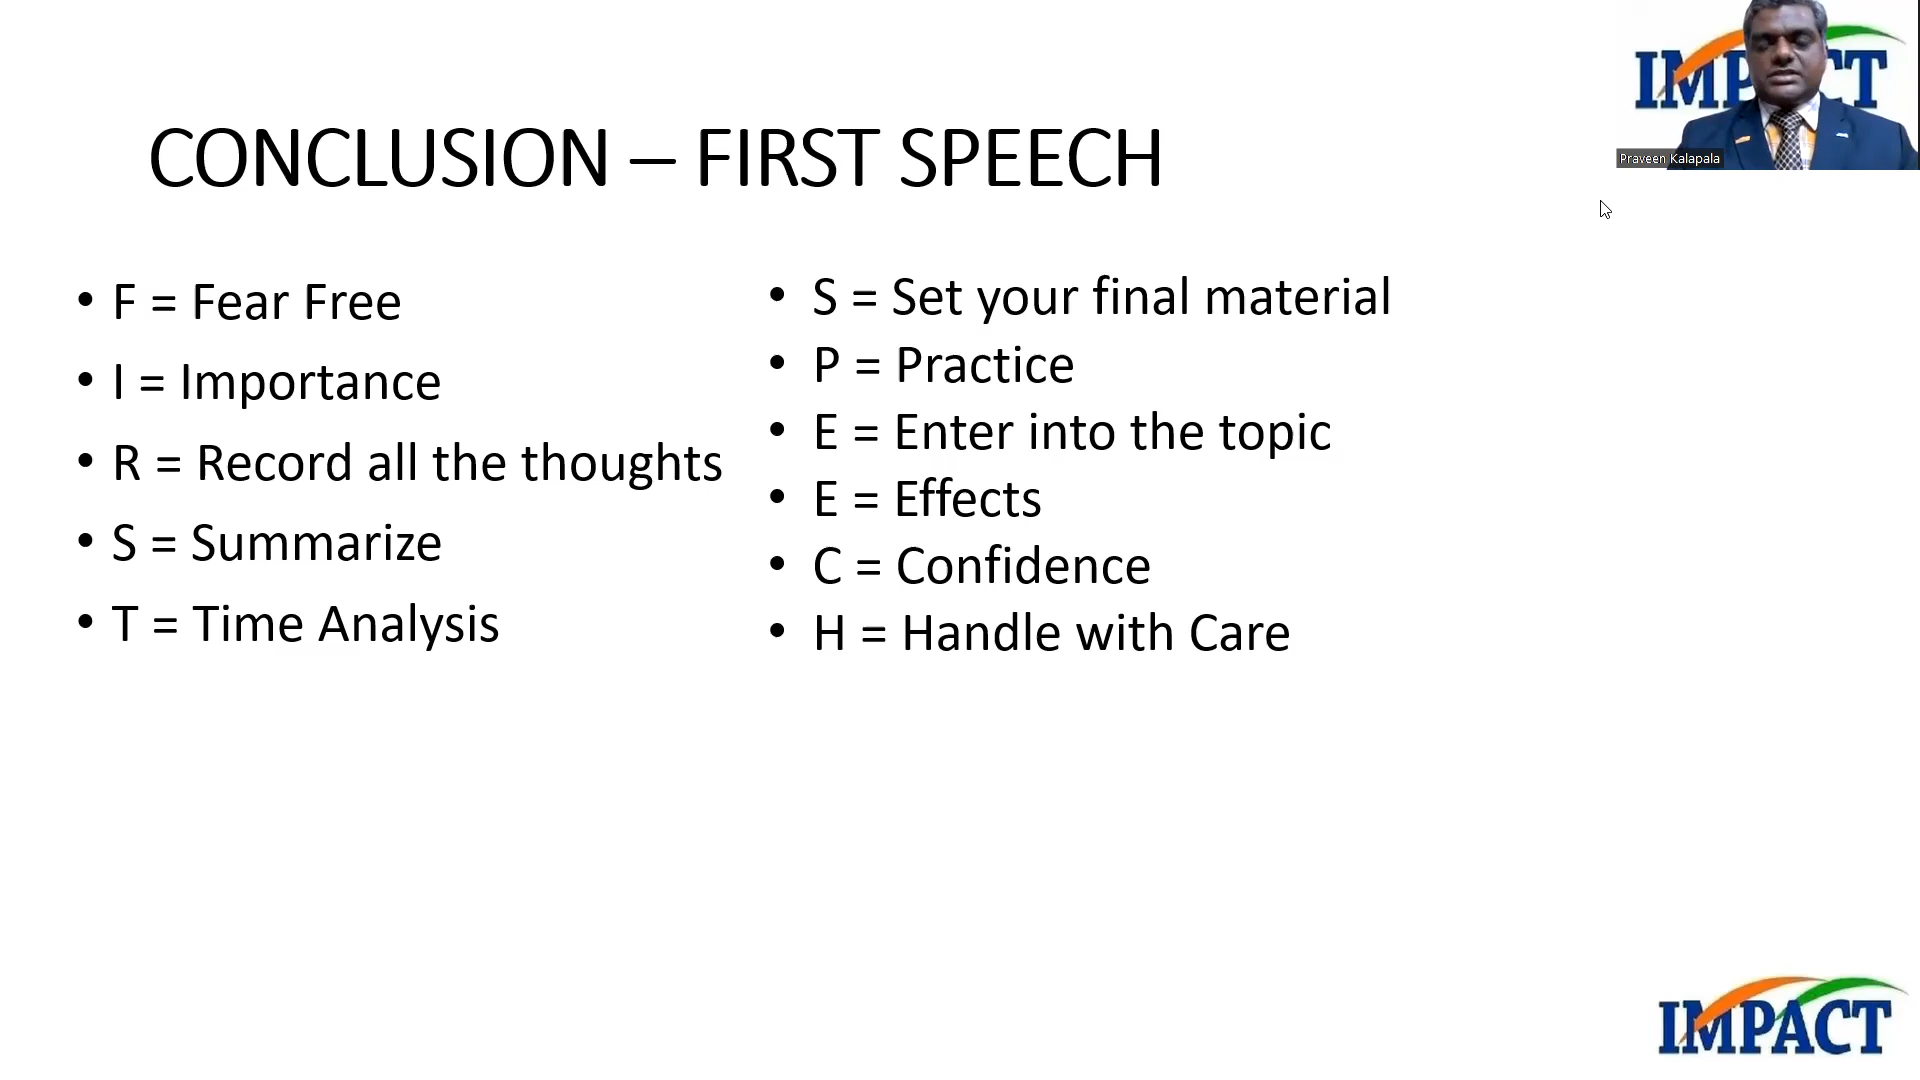 IMPACT
Praveen Kalapala
CONCLUSION – FIRST SPEECH
• F = Fear Free
• I = Importance
• R = Record all the thoughts
• S = Summarize
• T = Time Analysis
• S = Set your final material
• P = Practice
• E = Enter into the topic
• E = Effects
• C = Confidence
• H = Handle with Care
IMPACT